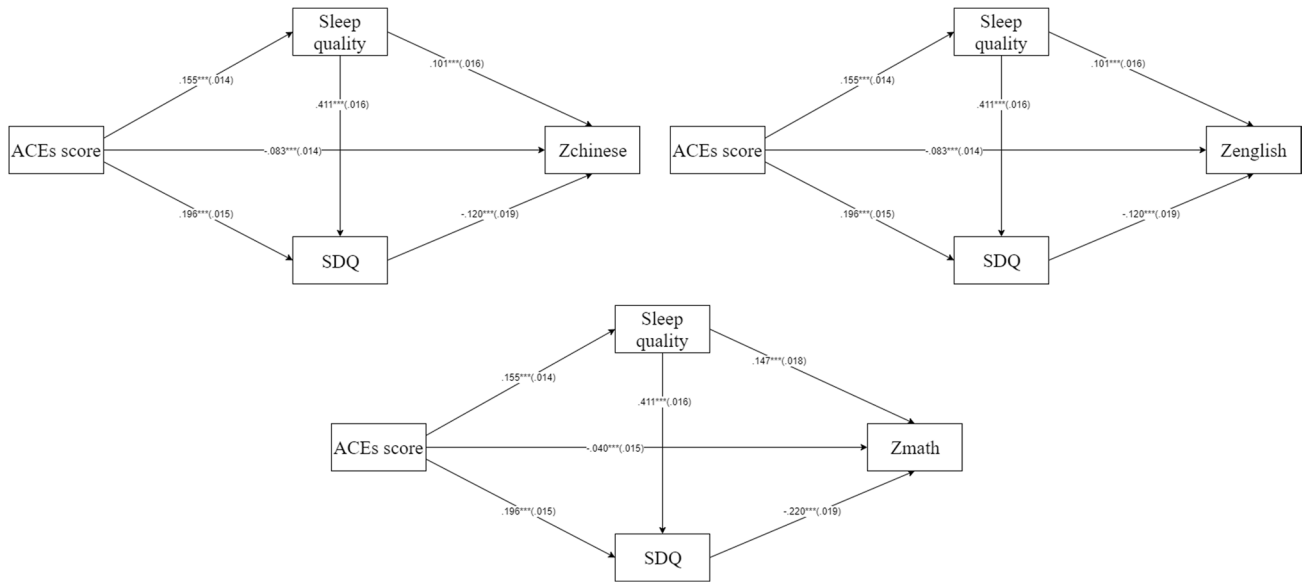 Sleep
quality
.155***(.014)
.101***(.016)
.411***(.016)
ACEs score
-.083***(.014)
Zchinese
.196***(.015)
-.120***(.019)
SDQ
Sleep
quality
.155***(.014)
.101***(.016)
.411***(.016)
ACEs score
-.083***(.014)
Zenglish
.196***(.015)
-.120***(.019)
SDQ
Sleep
quality
.155***(.014)
.147***(.018)
.411***(.016)
ACEs score
-.040***(.015)
Zmath
.196***(.015)
-.220***(.019)
SDQ